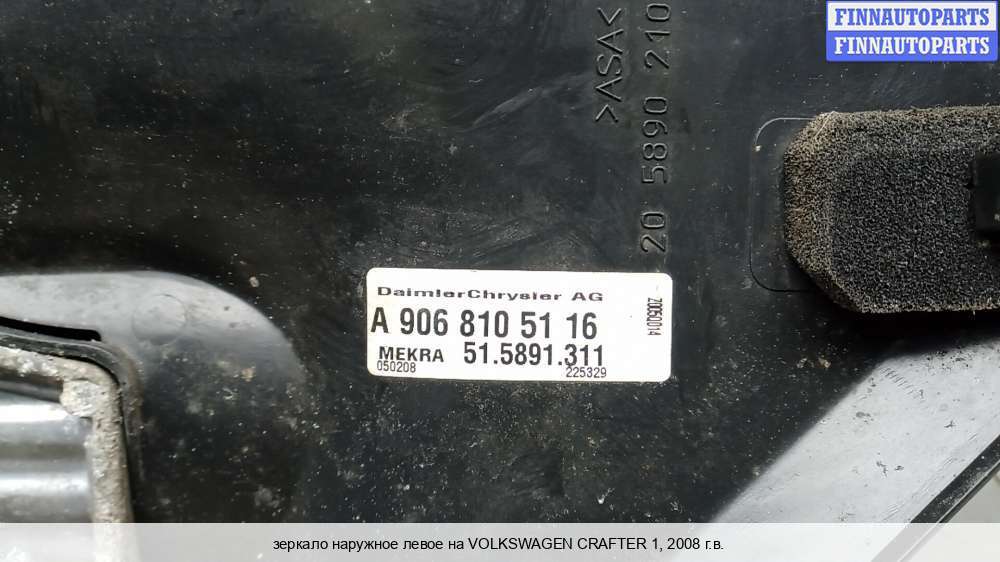 FINNAUTOPARTS
FINNAUTOPARTS
>ASA<
20 5890 210
DaimlerChrysler AG
A 906 810 51 16
MEKRA 51.5891.311
050208 225329
зеркало наружное левое на VOLKSWAGEN CRAFTER 1, 2008 г.в.